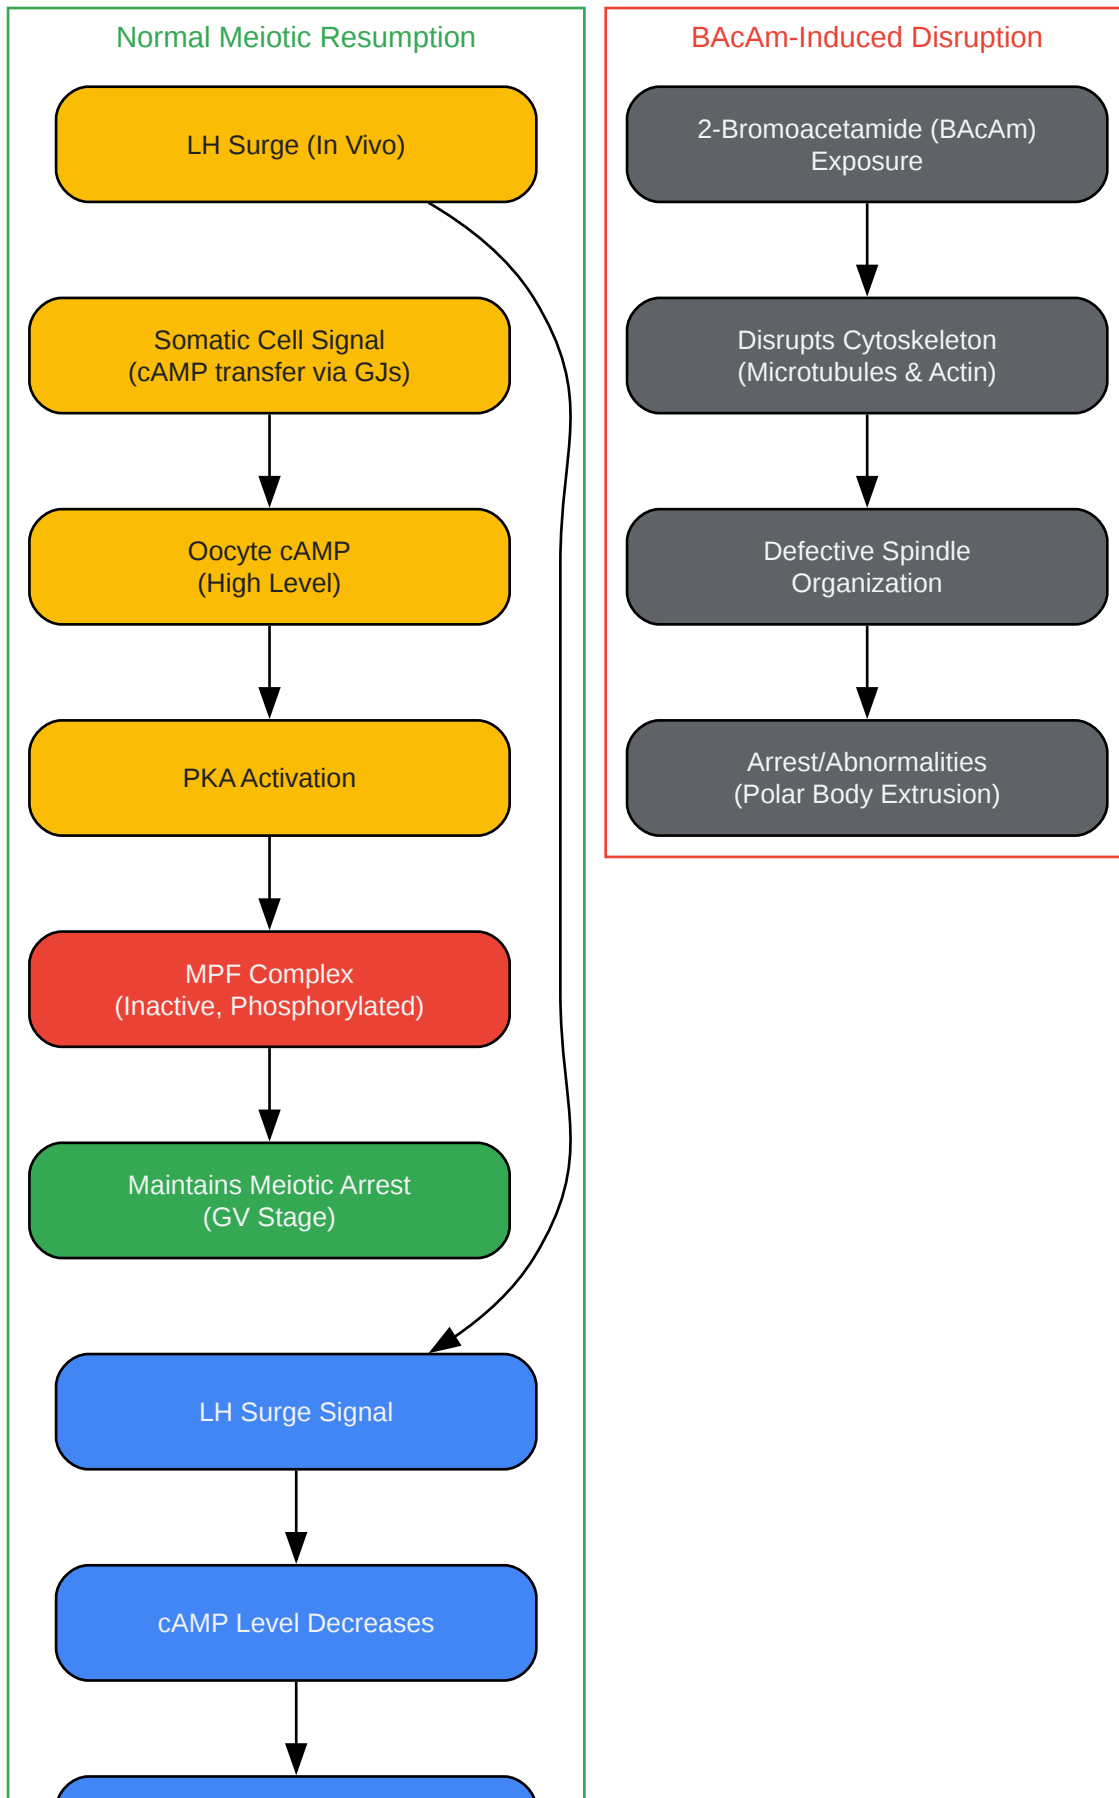 Normal Meiotic Resumption
LH Surge (In Vivo)
Somatic Cell Signal
(cAMP transfer via GJs)
Oocyte cAMP
(High Level)
PKA Activation
MPF Complex
(Inactive, Phosphorylated)
Maintains Meiotic Arrest
(GV Stage)
LH Surge Signal
cAMP Level Decreases
BAcAm-Induced Disruption
2-Bromoacetamide (BAcAm)
Exposure
Disrupts Cytoskeleton
(Microtubules & Actin)
Defective Spindle
Organization
Arrest/Abnormalities
(Polar Body Extrusion)